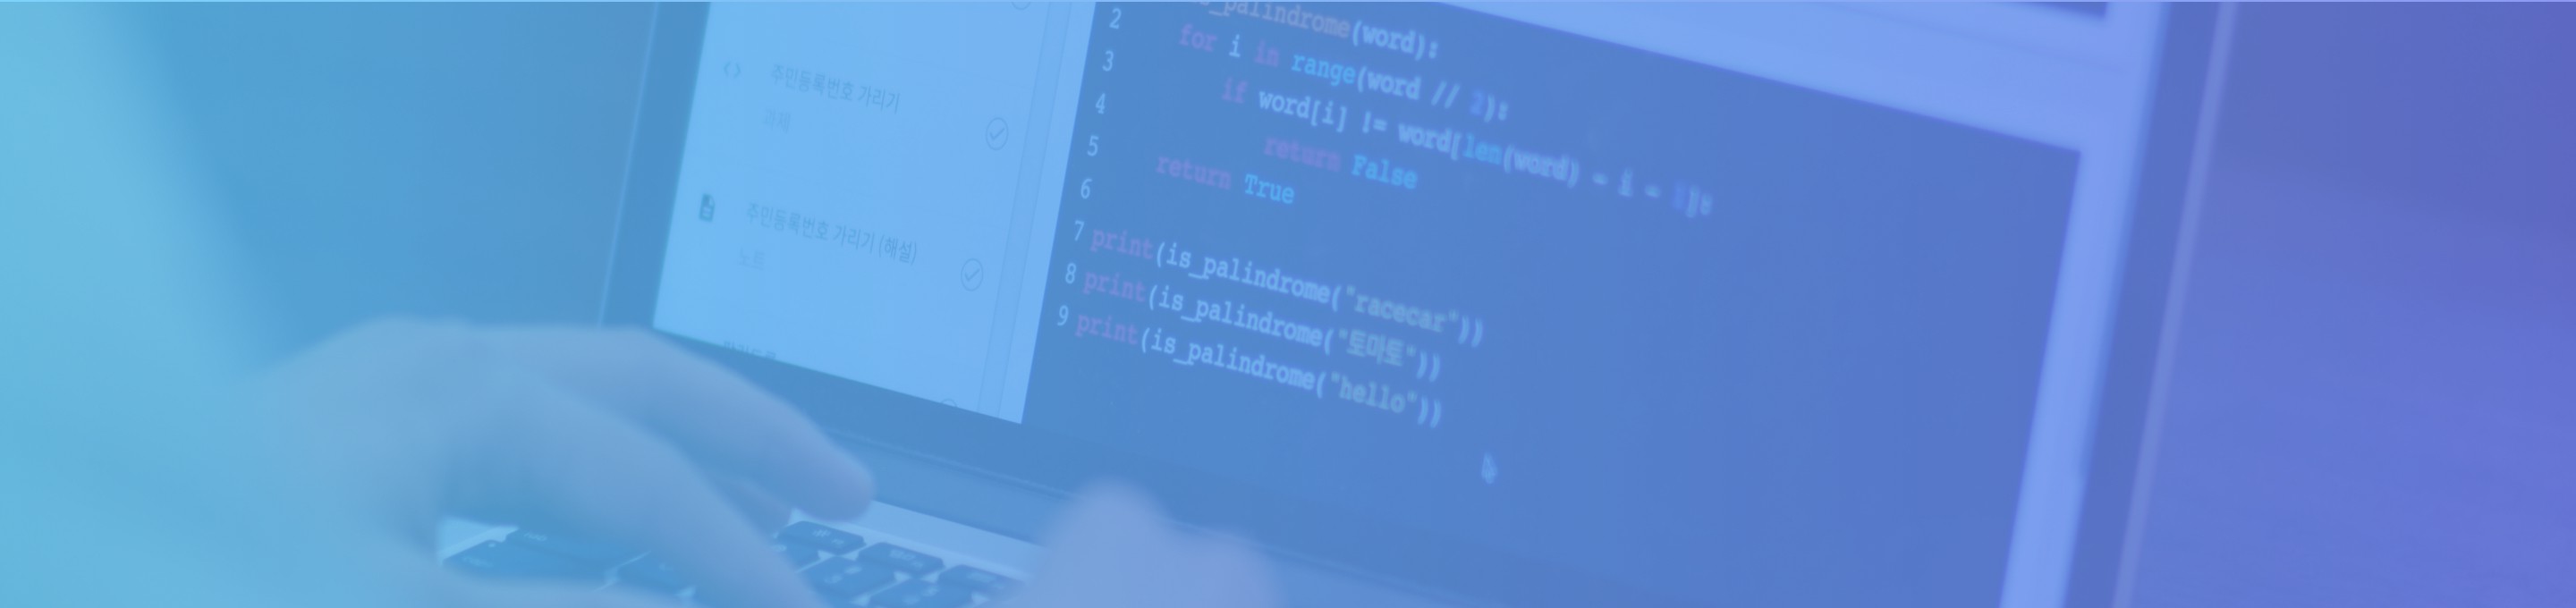 주민등록번호 가리기
과제
주민등록번호 가리기 (해설)
노트
2 s_palindrome(word):
3 for i in range(word // 2):
4 if word[i] != word[len(word) - i - 1]:
5 return False
6 return True
7 print(is_palindrome("racecar"))
8 print(is_palindrome("토마토"))
9 print(is_palindrome("hello"))